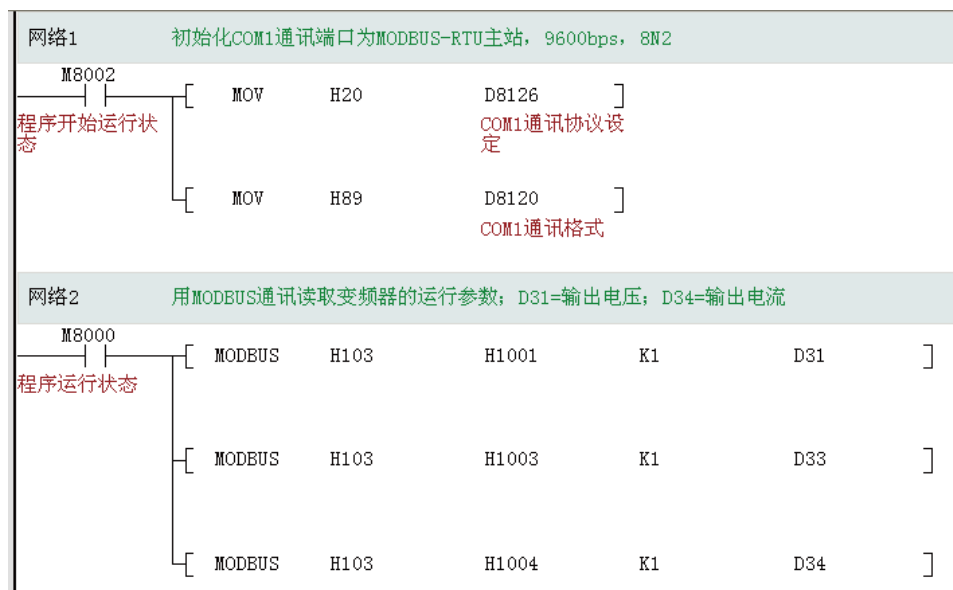 网络1 初始化COM1通讯端口为MODBUS-RTU主站，9600bps，8N2
M8002
MOV H20 D8126
程序开始运行状
态
COM1通讯协议设
定
MOV H89 D8120
COM1通讯格式
网络2 用MODBUS通讯读取变频器的运行参数；D31=输出电压；D34=输出电流
M8000
MODBUS H103 H1001 K1 D31
程序运行状态
MODBUS H103 H1003 K1 D33
MODBUS H103 H1004 K1 D34